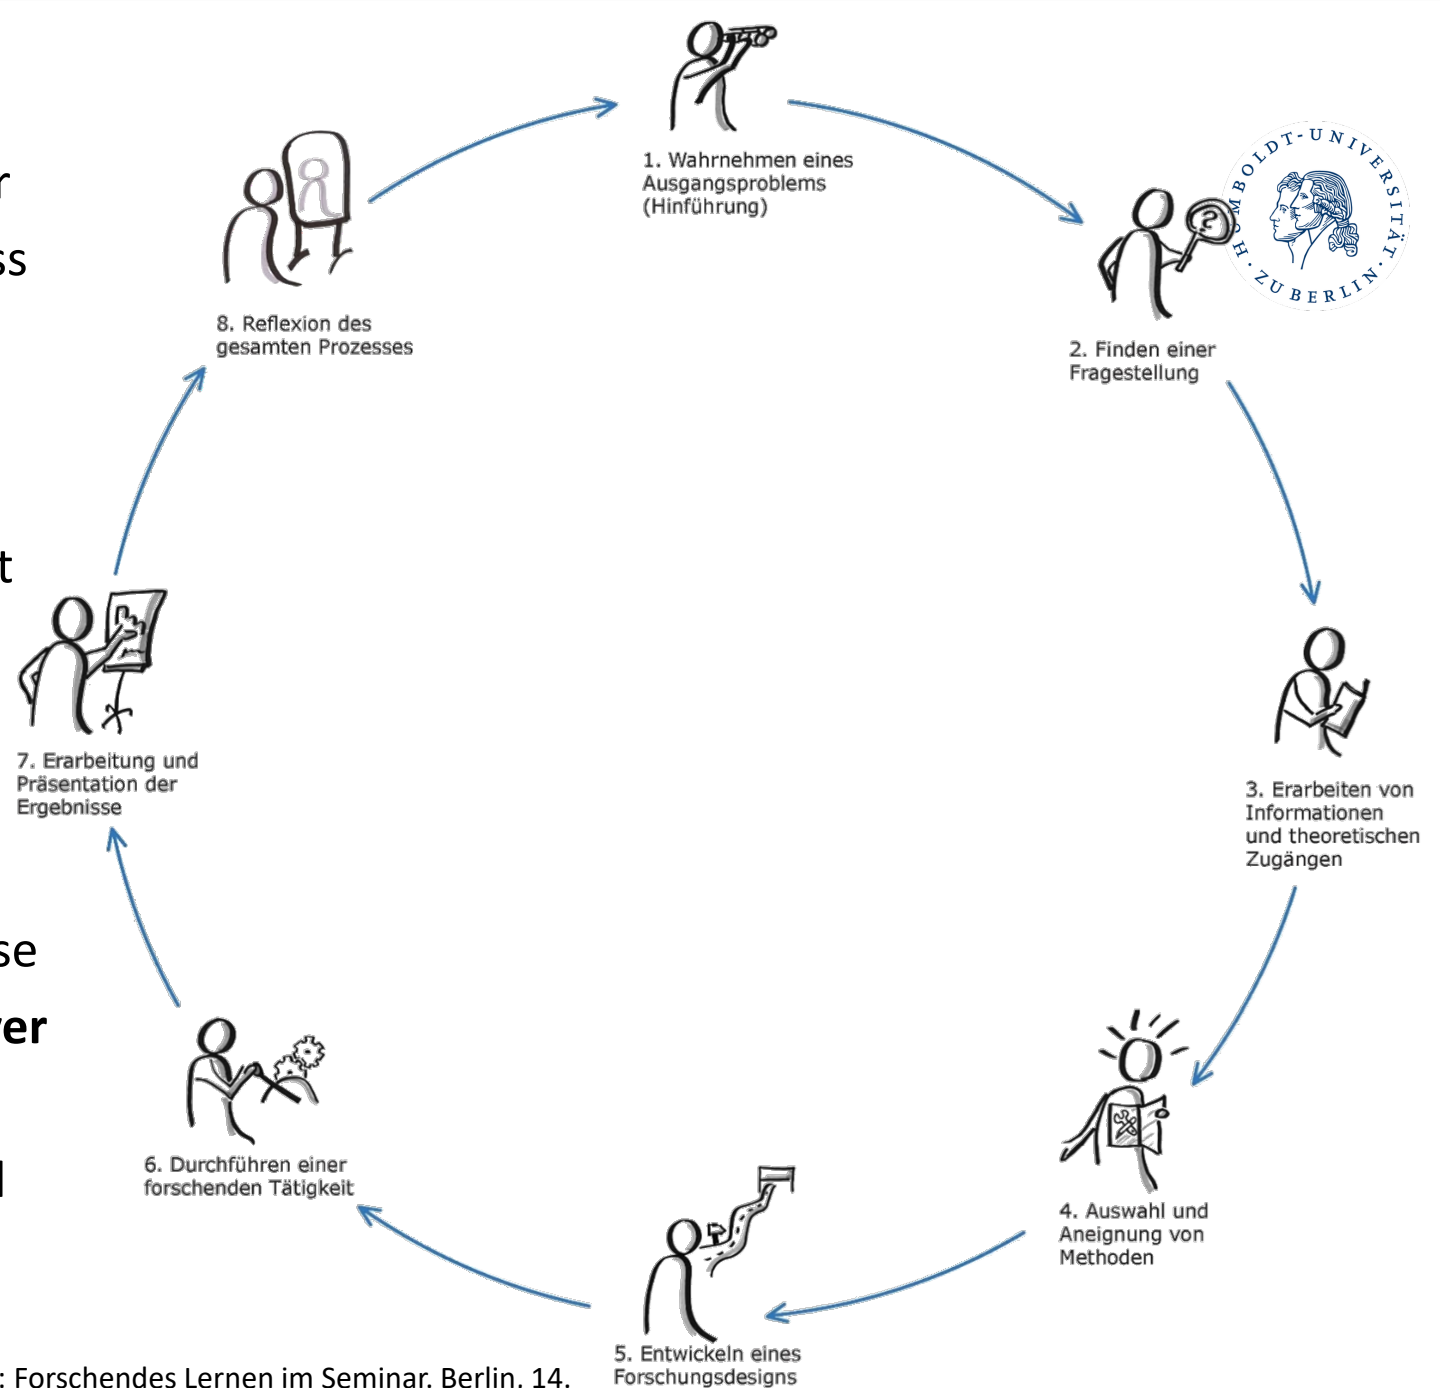 1. Wahrnehmen eines
Ausgangsproblems
(Hinführung)
HUMBOLDT-UNIVERSITÄT
ZU BERLIN
2. Finden einer
Fragestellung
3. Erarbeiten von
Informationen
und theoretischen
Zugängen
4. Auswahl und
Aneignung von
Methoden
5. Entwickeln eines
Forschungsdesigns
6. Durchführen einer
forschenden Tätigkeit
7. Erarbeitung und
Präsentation der
Ergebnisse
8. Reflexion des
gesamten Prozesses
: Forschendes Lernen im Seminar. Berlin. 14.